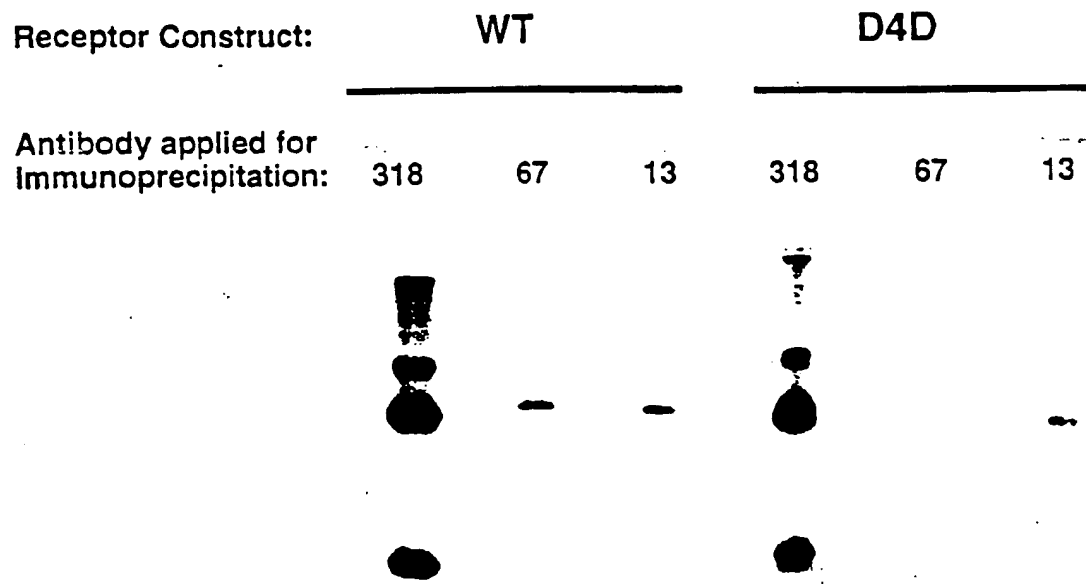 Receptor Construct: WT D4D
Antibody applied for
Immunoprecipitation: 318 67 13 318 67 13